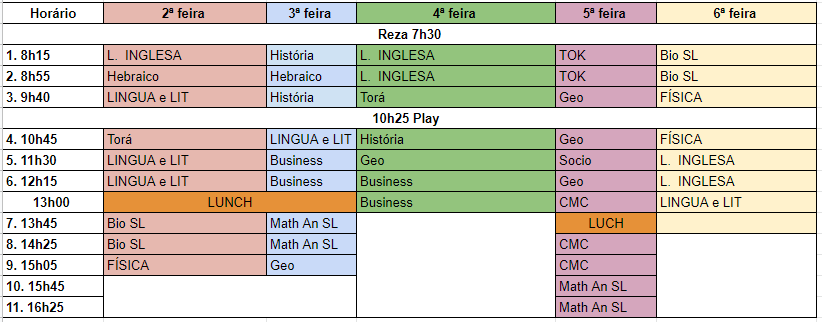 Horário 2ª feira 3ª feira 4ª feira 5ª feira 6ª feira
Reza 7h30
1. 8h15 L. INGLESA História L. INGLESA TOK Bio SL
2. 8h55 Hebraico Hebraico L. INGLESA TOK Bio SL
3. 9h40 LINGUA e LIT História Torá Geo FÍSICA
10h25 Play
4. 10h45 Torá LINGUA e LIT História Geo FÍSICA
5. 11h30 LINGUA e LIT Business Geo Socio L. INGLESA
6. 12h15 LINGUA e LIT Business Business Geo L. INGLESA
13h00 LUNCH Business CMC LINGUA e LIT
7. 13h45 Bio SL Math An SL LUCH
8. 14h25 Bio SL Math An SL CMC
9. 15h05 FÍSICA Geo CMC
10. 15h45 Math An SL
11. 16h25 Math An SL